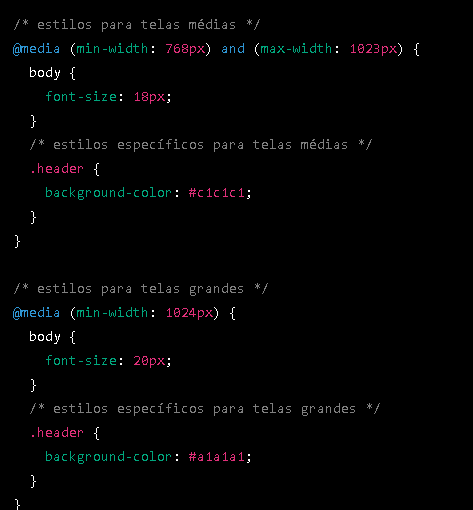 /* estilos para telas médias */
@media (min-width: 768px) and (max-width: 1023px) {
  body {
    font-size: 18px;
  }
  /* estilos específicos para telas médias */
  .header {
    background-color: #c1c1c1;
  }
}

/* estilos para telas grandes */
@media (min-width: 1024px) {
  body {
    font-size: 20px;
  }
  /* estilos específicos para telas grandes */
  .header {
    background-color: #a1a1a1;
  }
}